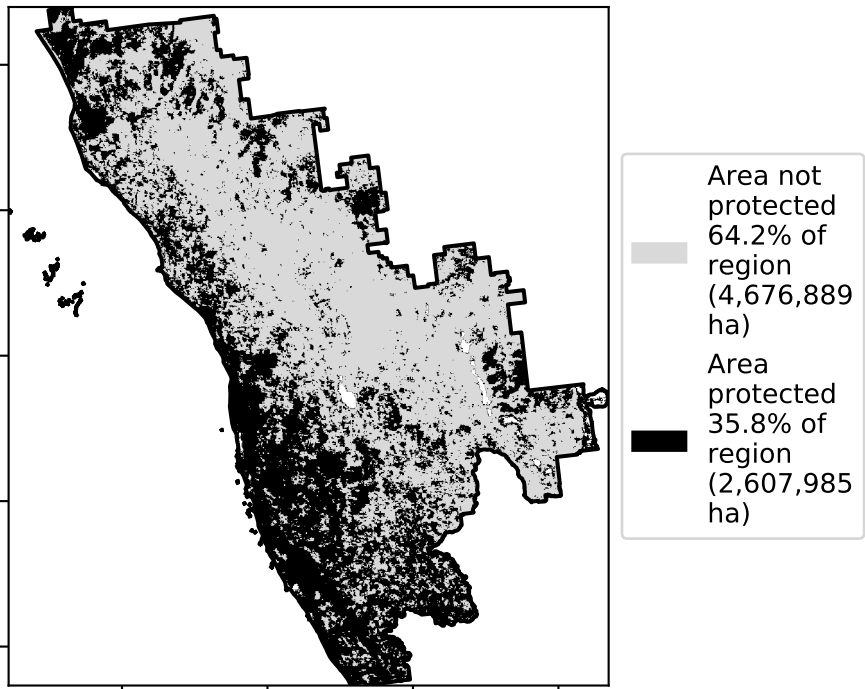 Area not
protected
64.2% of
region
(4,676,889
ha)
Area
protected
35.8% of
region
(2,607,985
ha)